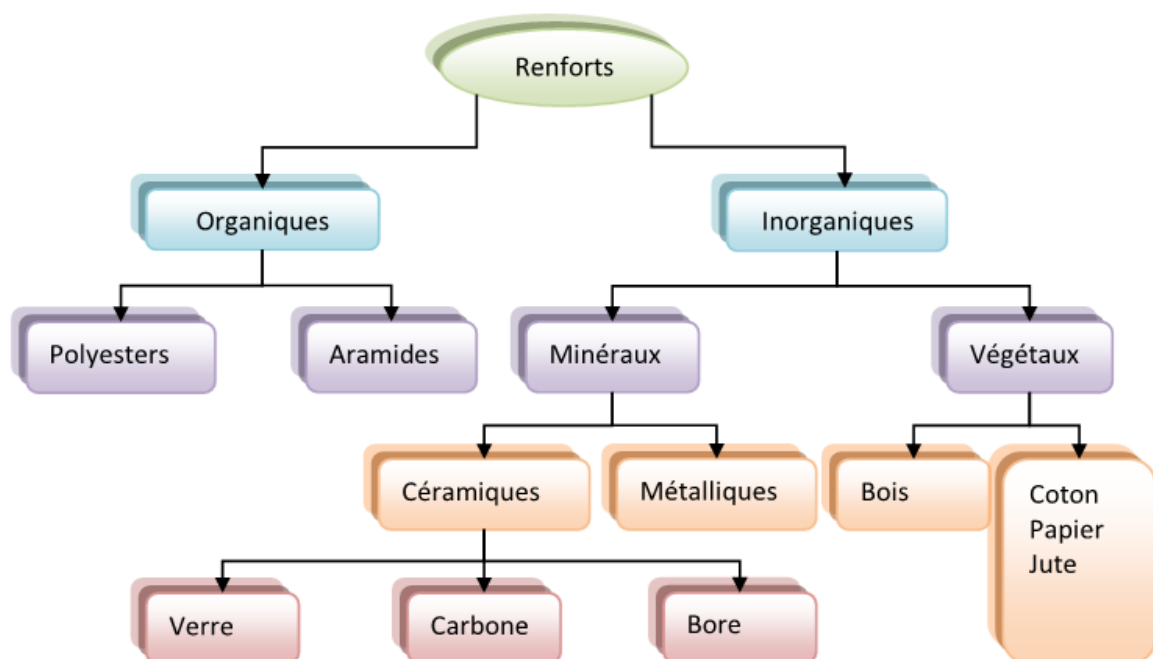 Renforts
Organiques
Inorganiques
Polyesters
Aramides
Minéraux
Végétaux
Céramiques
Métalliques
Bois
Coton
Papier
Jute
Verre
Carbone
Bore